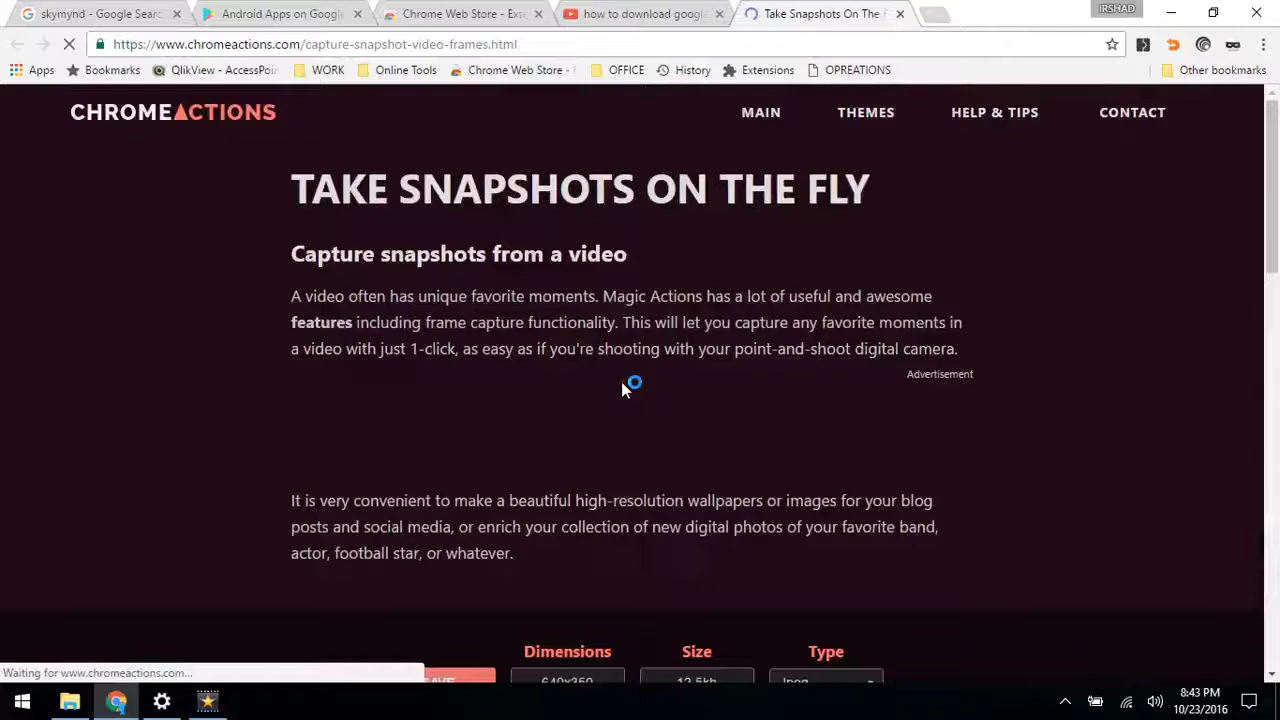 skymynd - Google Searc
Android Apps on Google
Chrome Web Store - Exte
how to download google
Take Snapshots On The F
IRSHAD
https://www.chromeactions.com/capture-snapshot-video-frames.html
Apps
Bookmarks
QlikView - AccessPoin
WORK
Online Tools
Chrome Web Store - 
OFFICE
History
Extensions
OPREATIONS
Other bookmarks
CHROMEACTIONS
MAIN
THEMES
HELP & TIPS
CONTACT
TAKE SNAPSHOTS ON THE FLY
Capture snapshots from a video
A video often has unique favorite moments. Magic Actions has a lot of useful and awesome
features including frame capture functionality. This will let you capture any favorite moments in
a video with just 1-click, as easy as if you're shooting with your point-and-shoot digital camera.
Advertisement
It is very convenient to make a beautiful high-resolution wallpapers or images for your blog
posts and social media, or enrich your collection of new digital photos of your favorite band,
actor, football star, or whatever.
Dimensions
Size
Type
640x350
12.5kb
Jpeg
Waiting for www.chromeactions.com...
8:43 PM
10/23/2016